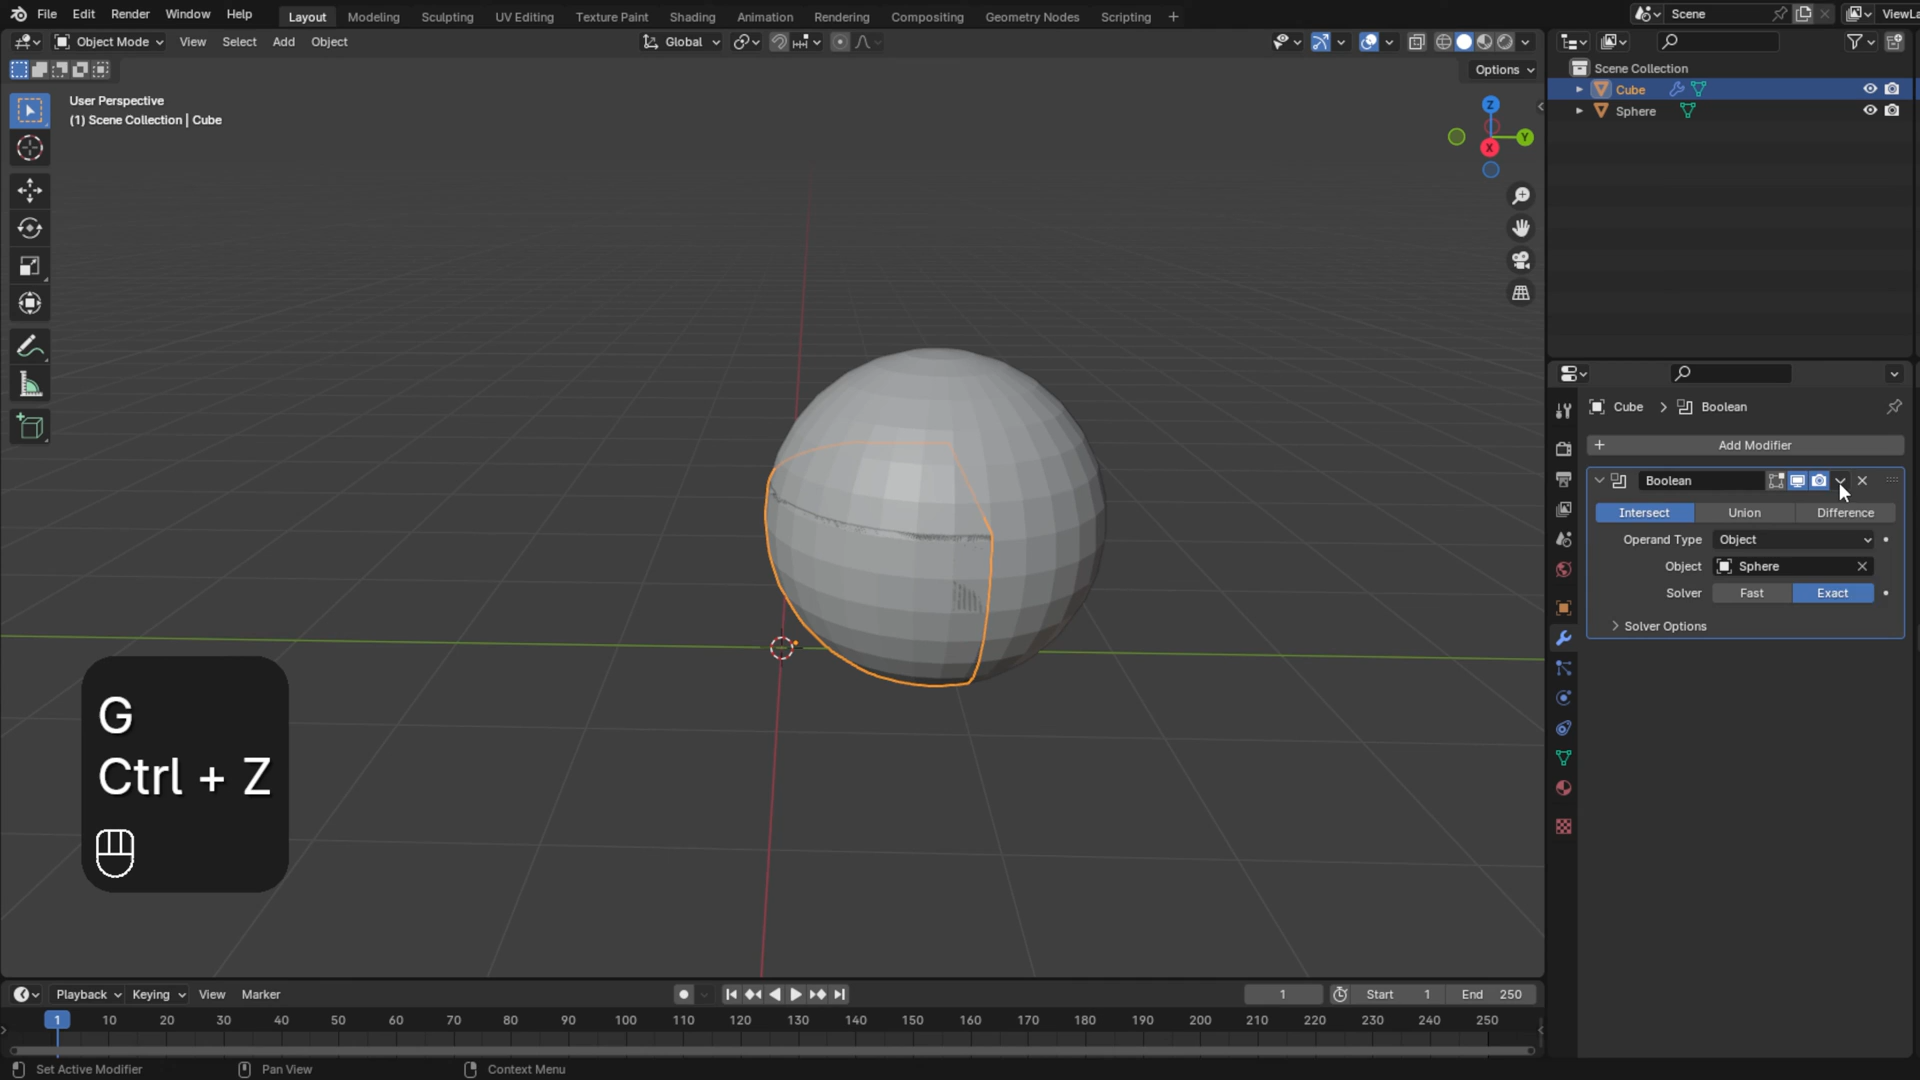 File Edit Render Window Help
Layout Modeling Sculpting UV Editing Texture Paint Shading Animation Rendering Compositing Geometry Nodes Scripting +
Scene
ViewLa
Object Mode View Select Add Object
Global
Options
User Perspective
(1) Scene Collection | Cube
Z
Y
X
Scene Collection
Cube
Sphere
Cube > Boolean
+ Add Modifier
Boolean
Intersect Union Difference
Operand Type Object
Object Sphere
Solver Fast Exact
Solver Options
G
Ctrl + Z
Playback Keying View Marker
1 Start 1 End 250
1 10 20 30 40 50 60 70 80 90 100 110 120 130 140 150 160 170 180 190 200 210 220 230 240 250
Set Active Modifier Pan View Context Menu